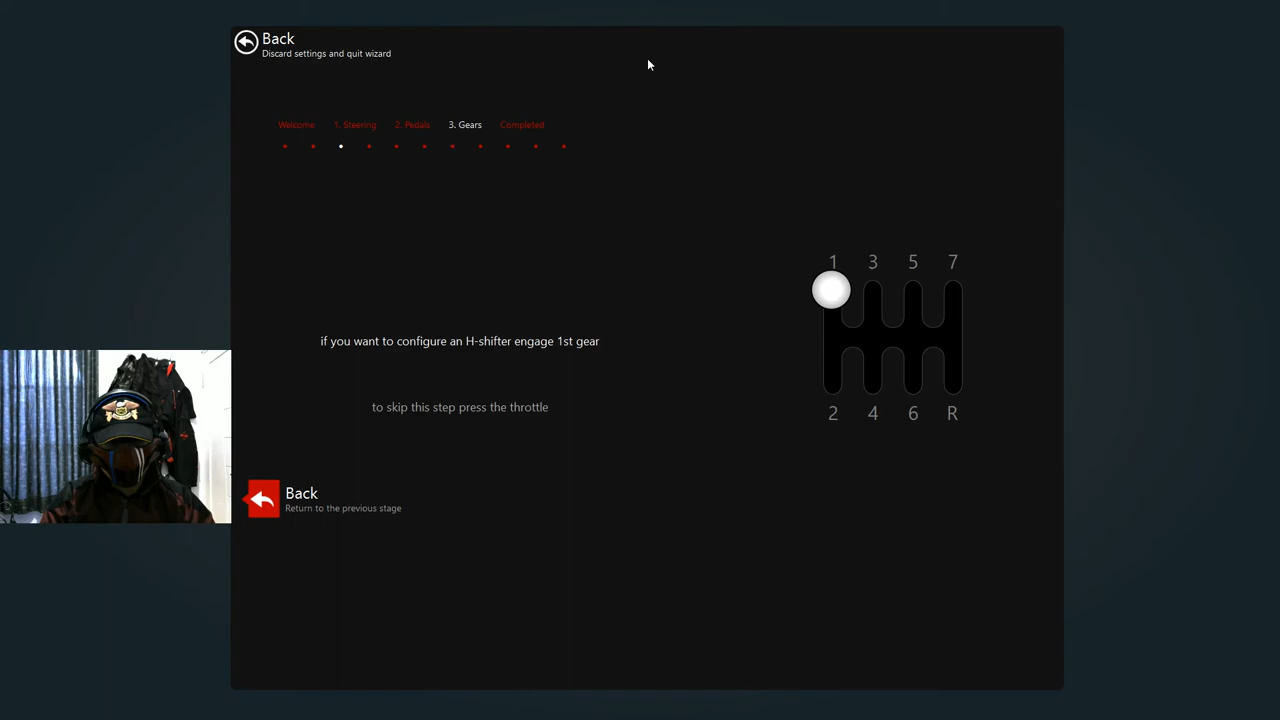 Back
Discard settings and quit wizard
Welcome 1. Steering 2. Pedals 3. Gears Completed
1 3 5 7
if you want to configure an H-shifter engage 1st gear
to skip this step press the throttle
2 4 6 R
Back
Return to the previous stage